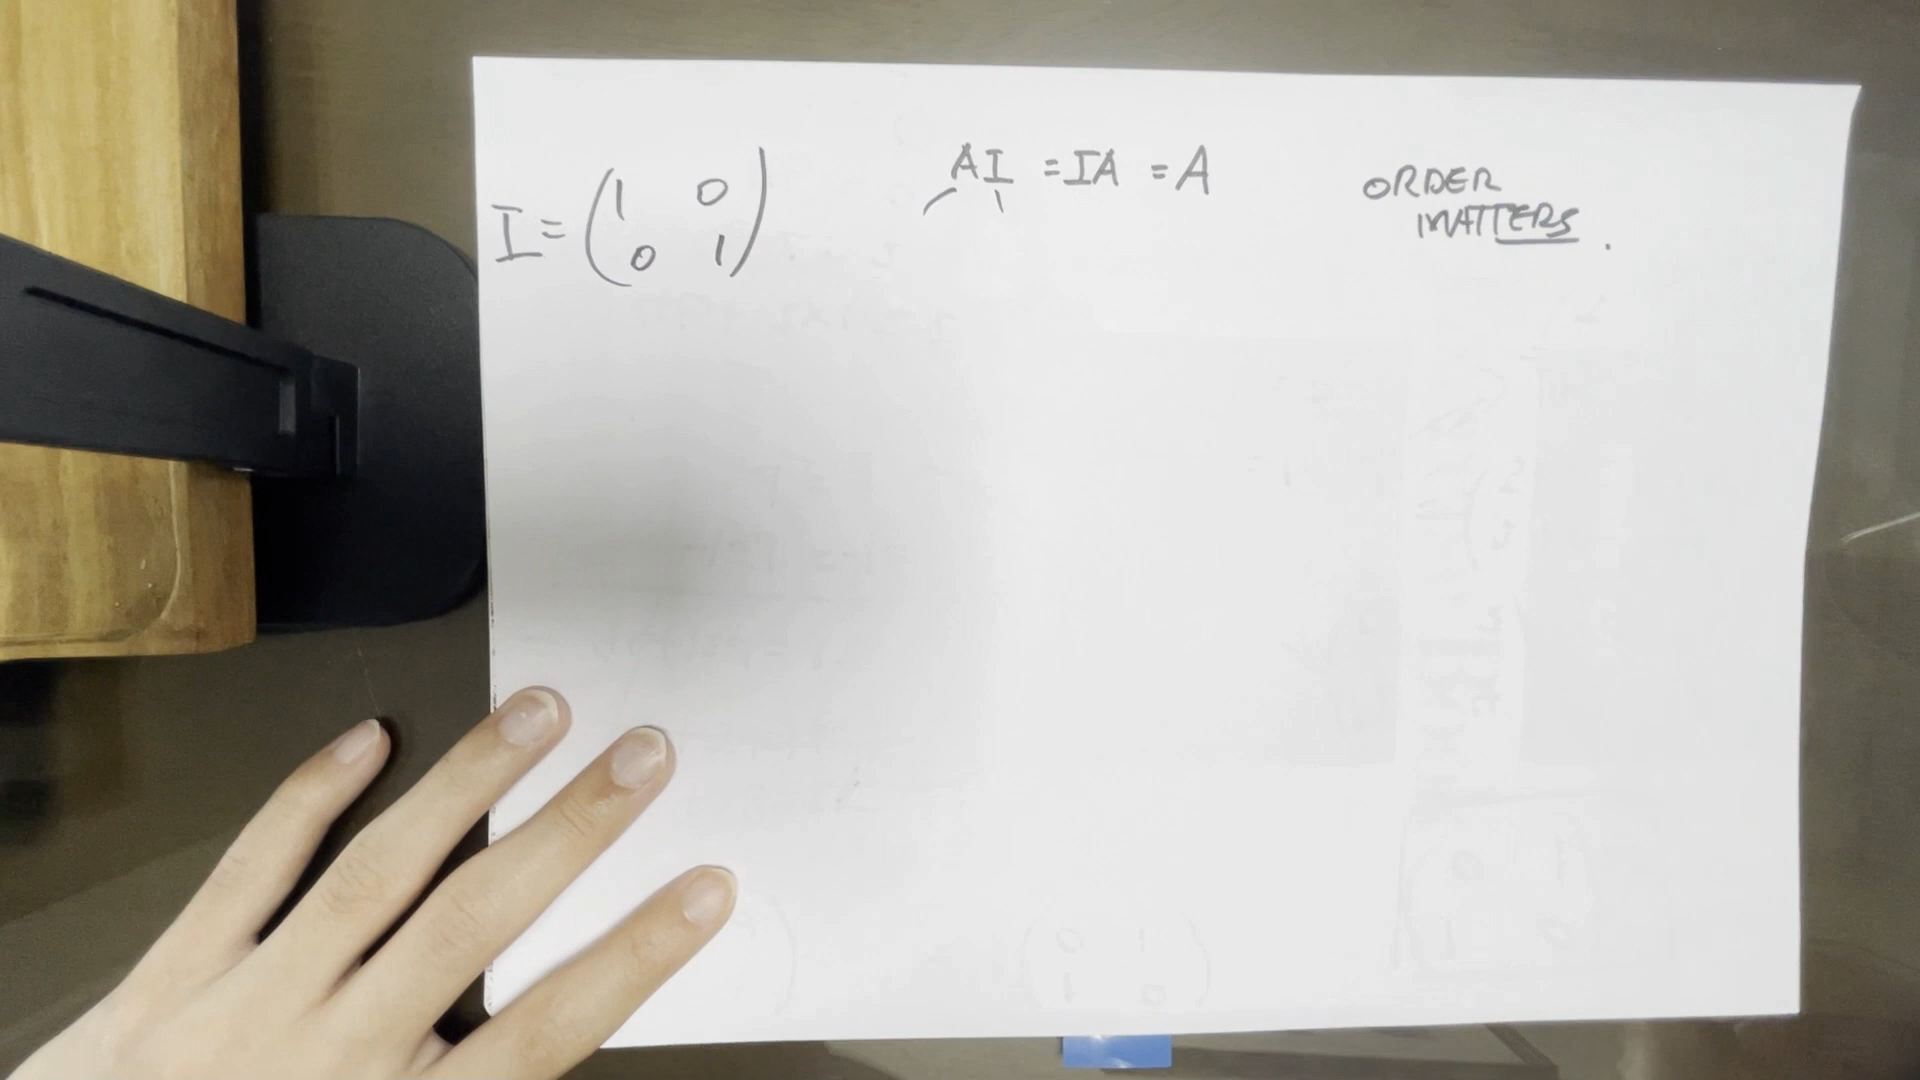 I = ( 1 0
0 1 )
AI = IA = A
ORDER
MATTERS.